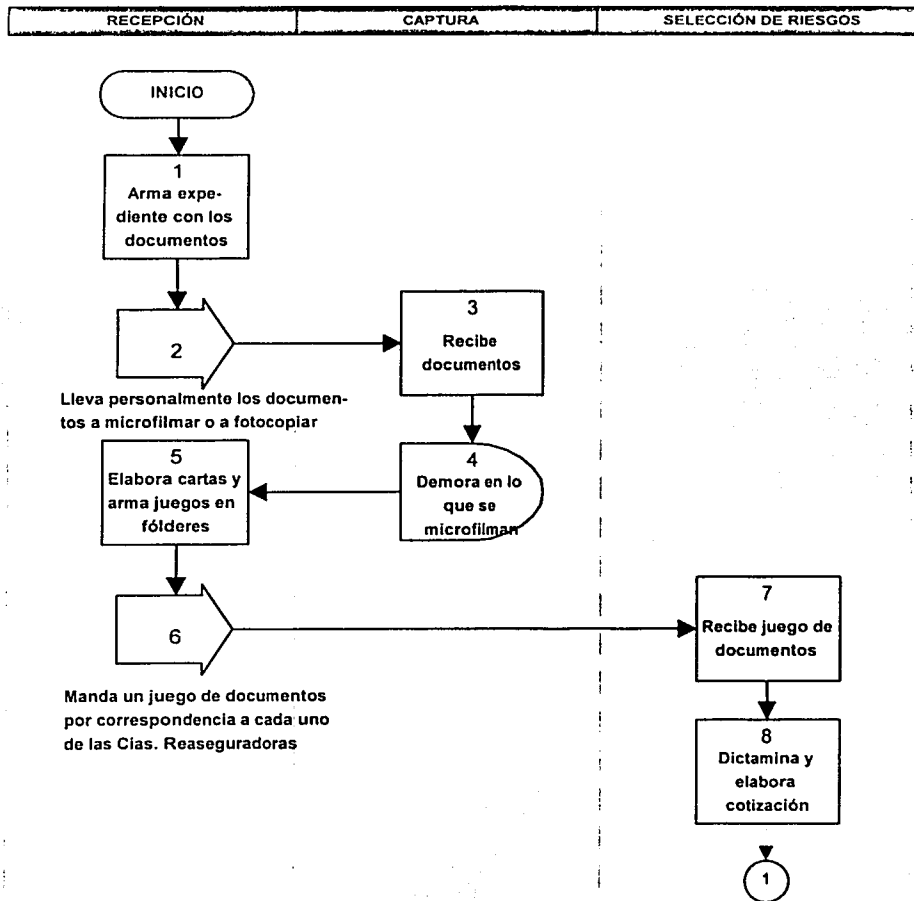 RECEPCIÓN
CAPTURA
SELECCIÓN DE RIESGOS
INICIO
1
Arma expe-
diente con los
documentos
2
Lleva personalmente los documen-
tos a microfilmar o a fotocopiar
3
Recibe
documentos
4
Demora en lo
que se
microfilman
5
Elabora cartas y
arma juegos en
fólderes
6
Manda un juego de documentos
por correspondencia a cada uno
de las Cias. Reaseguradoras
7
Recibe juego de
documentos
8
Dictamina y
elabora
cotización
1